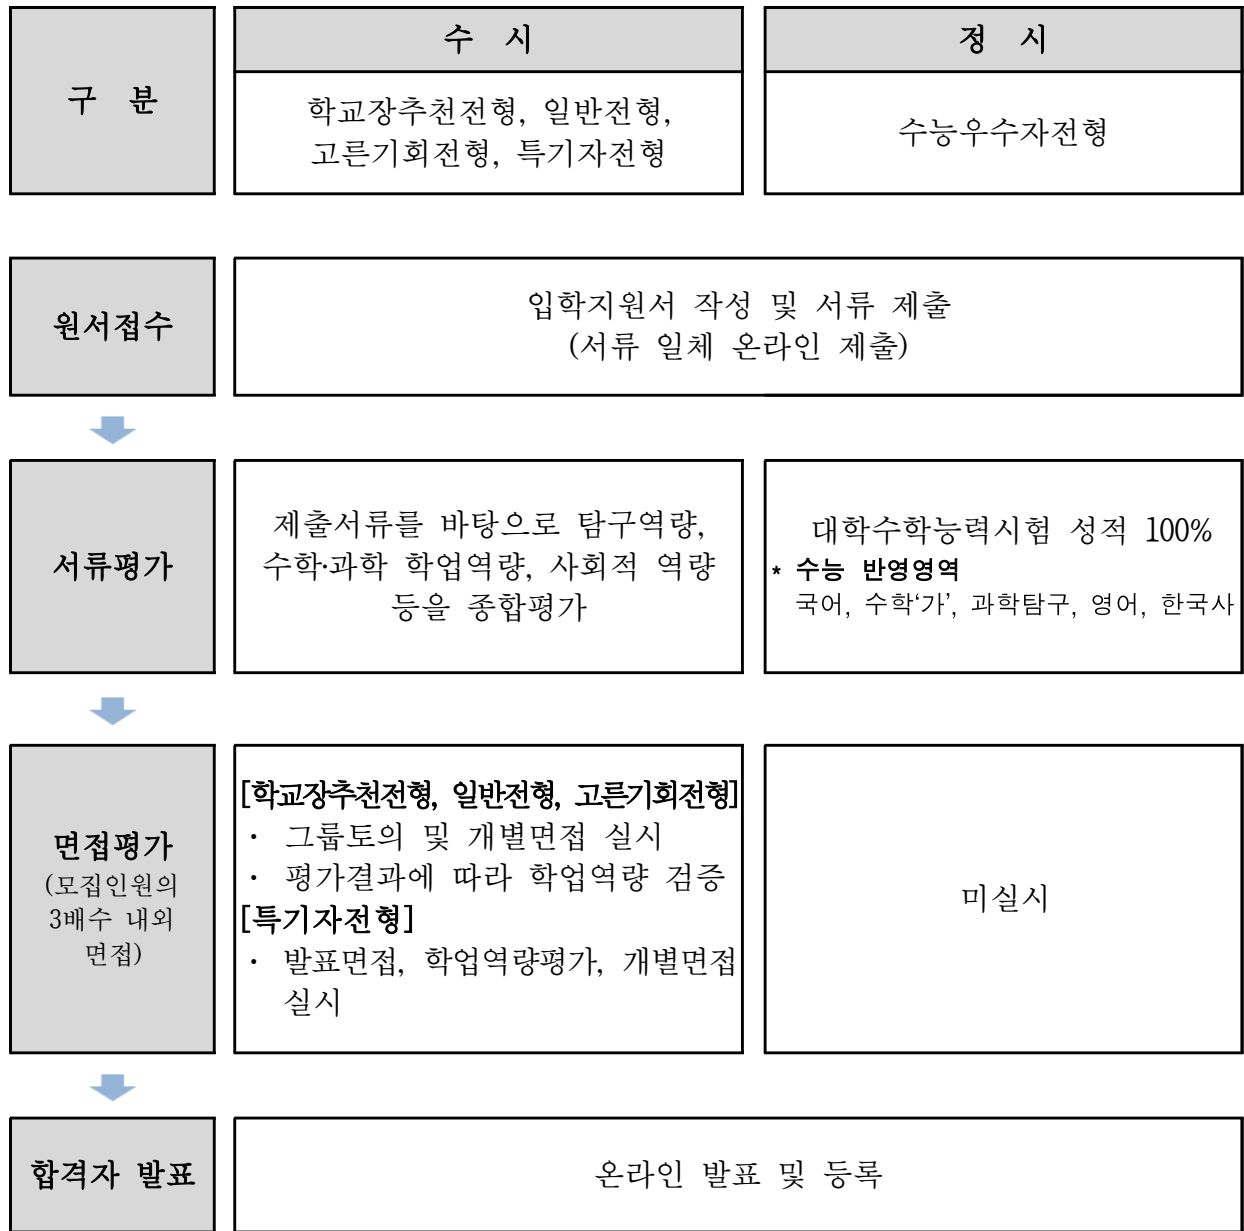 구 분
수 시
정 시
학교장추천전형, 일반전형,
고른기회전형, 특기자전형
수능우수자전형
원서접수
입학지원서 작성 및 서류 제출
(서류 일체 온라인 제출)
서류평가
제출서류를 바탕으로 탐구역량,
수학·과학 학업역량, 사회적 역량
등을 종합평가
대학수학능력시험 성적 100%
* 수능 반영영역
국어, 수학‘가’, 과학탐구, 영어, 한국사
면접평가
(모집인원의
3배수 내외
면접)
[학교장추천전형, 일반전형, 고른기회전형]
· 그룹토의 및 개별면접 실시
· 평가결과에 따라 학업역량 검증
[특기자전형]
· 발표면접, 학업역량평가, 개별면접
실시
미실시
합격자 발표
온라인 발표 및 등록